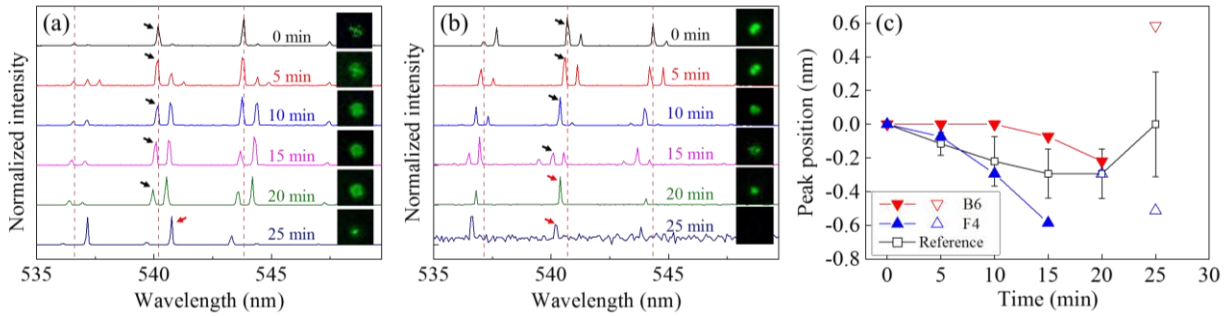 (a)
Normalized intensity
0 min
5 min
10 min
15 min
20 min
25 min
535 540 545
Wavelength (nm)
(b)
Normalized intensity
0 min
5 min
10 min
15 min
20 min
25 min
535 540 545
Wavelength (nm)
(c)
Peak position (nm)
0.6
0.4
0.2
0.0
-0.2
-0.4
-0.6
-0.8
B6
F4
Reference
0 5 10 15 20 25 30
Time (min)